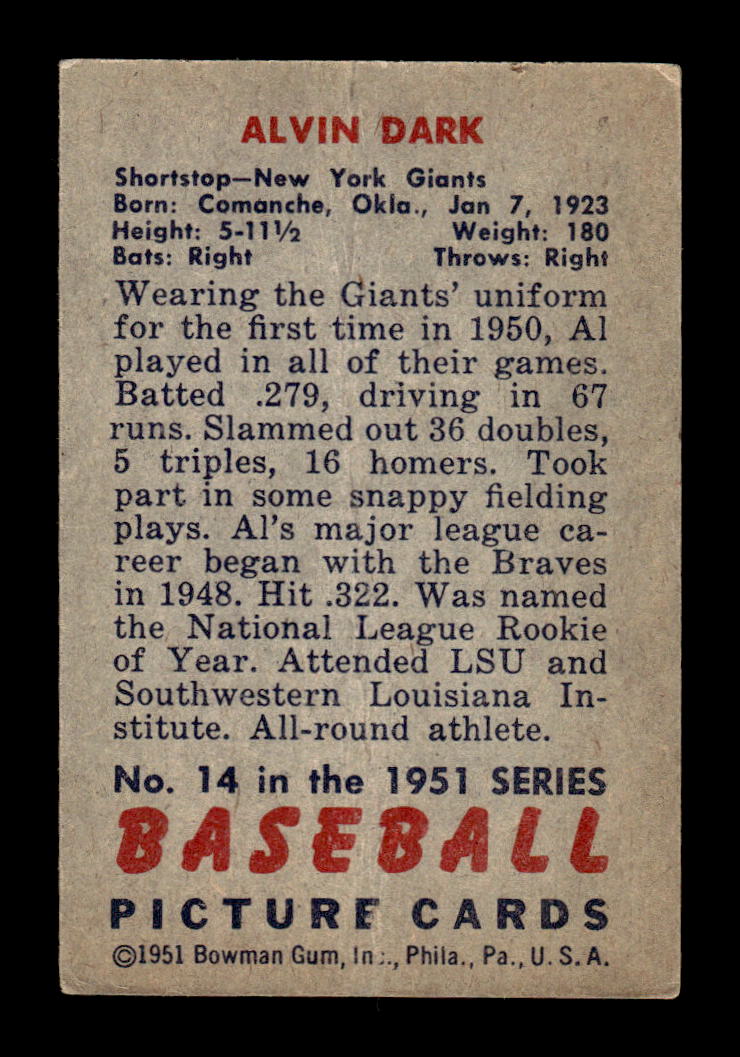 ALVIN DARK
Shortstop—New York Giants
Born: Comanche, Okla., Jan 7, 1923
Height: 5-11½ Weight: 180
Bats: Right Throws: Right
Wearing the Giants' uniform
for the first time in 1950, Al
played in all of their games.
Batted .279, driving in 67
runs. Slammed out 36 doubles,
5 triples, 16 homers. Took
part in some snappy fielding
plays. Al's major league ca-
reer began with the Braves
in 1948. Hit .322. Was named
the National League Rookie
of Year. Attended LSU and
Southwestern Louisiana In-
stitute. All-round athlete.
No. 14 in the 1951 SERIES
BASEBALL
PICTURE CARDS
©1951 Bowman Gum, Inc., Phila., Pa., U. S. A.